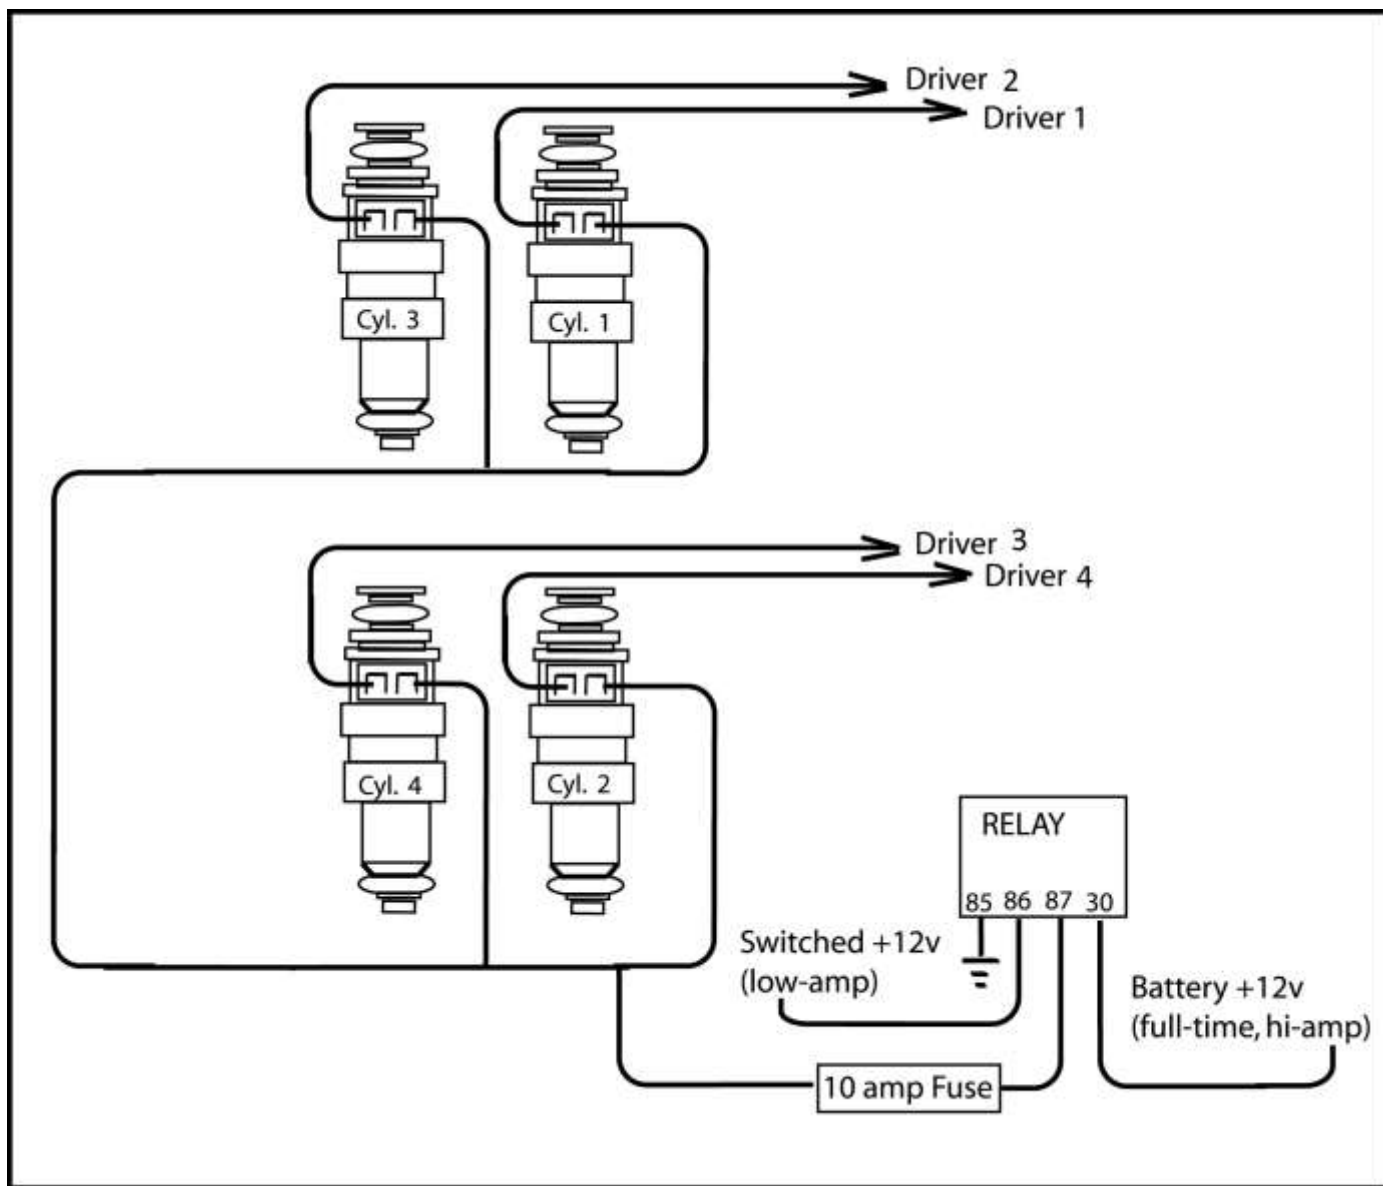 Driver 2
Driver 1
Cyl. 3
Cyl. 1
Driver 3
Driver 4
Cyl. 4
Cyl. 2
RELAY
85 86 87 30
Switched +12v
(low-amp)
Battery +12v
(full-time, hi-amp)
10 amp Fuse